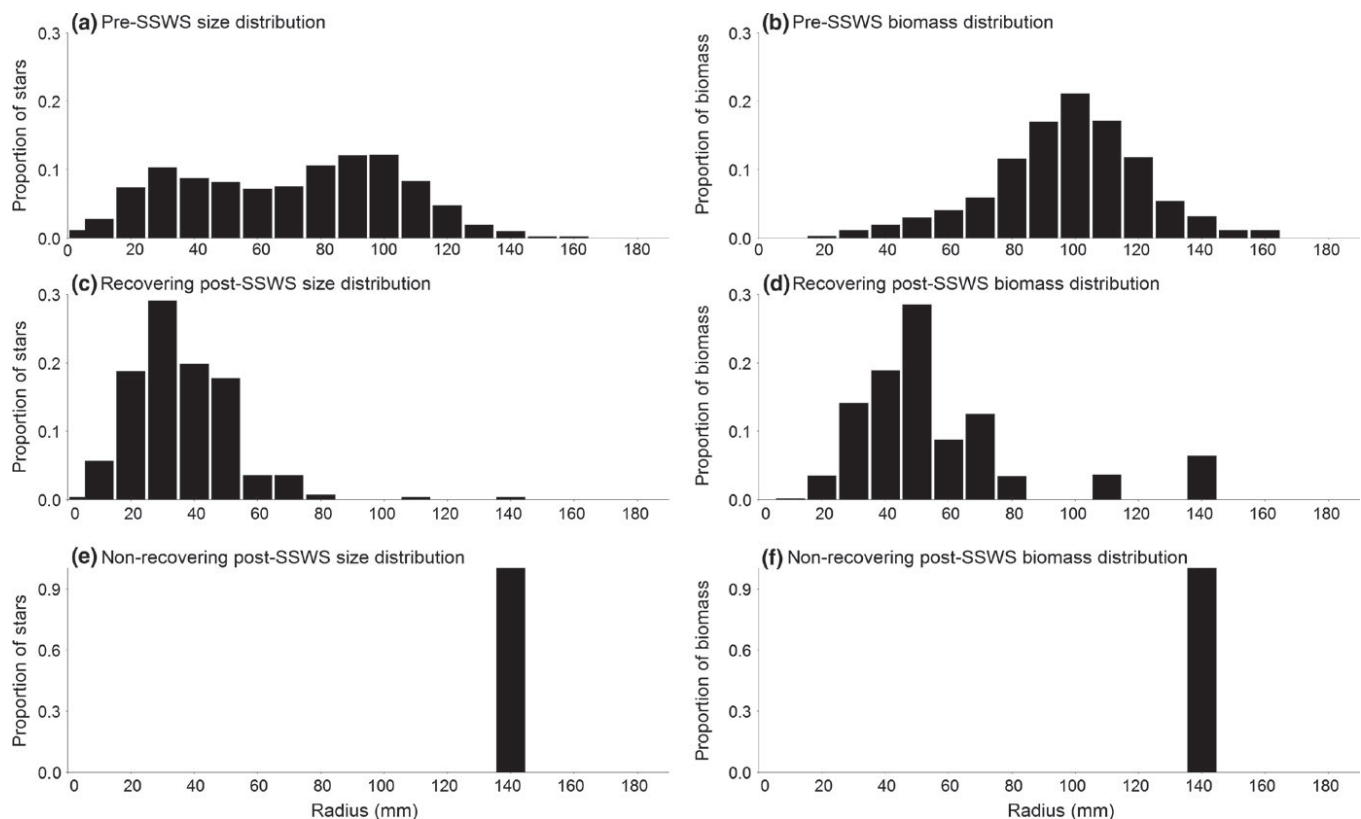 (a) Pre-SSWS size distribution
Proportion of stars
0.3
0.2
0.1
0.0
0 20 40 60 80 100 120 140 160 180
(b) Pre-SSWS biomass distribution
Proportion of biomass
0.3
0.2
0.1
0.0
0 20 40 60 80 100 120 140 160 180
(c) Recovering post-SSWS size distribution
Proportion of stars
0.3
0.2
0.1
0.0
0 20 40 60 80 100 120 140 160 180
(d) Recovering post-SSWS biomass distribution
Proportion of biomass
0.3
0.2
0.1
0.0
0 20 40 60 80 100 120 140 160 180
(e) Non-recovering post-SSWS size distribution
Proportion of stars
0.9
0.6
0.3
0.0
0 20 40 60 80 100 120 140 160 180
Radius (mm)
(f) Non-recovering post-SSWS biomass distribution
Proportion of biomass
0.9
0.6
0.3
0.0
0 20 40 60 80 100 120 140 160 180
Radius (mm)